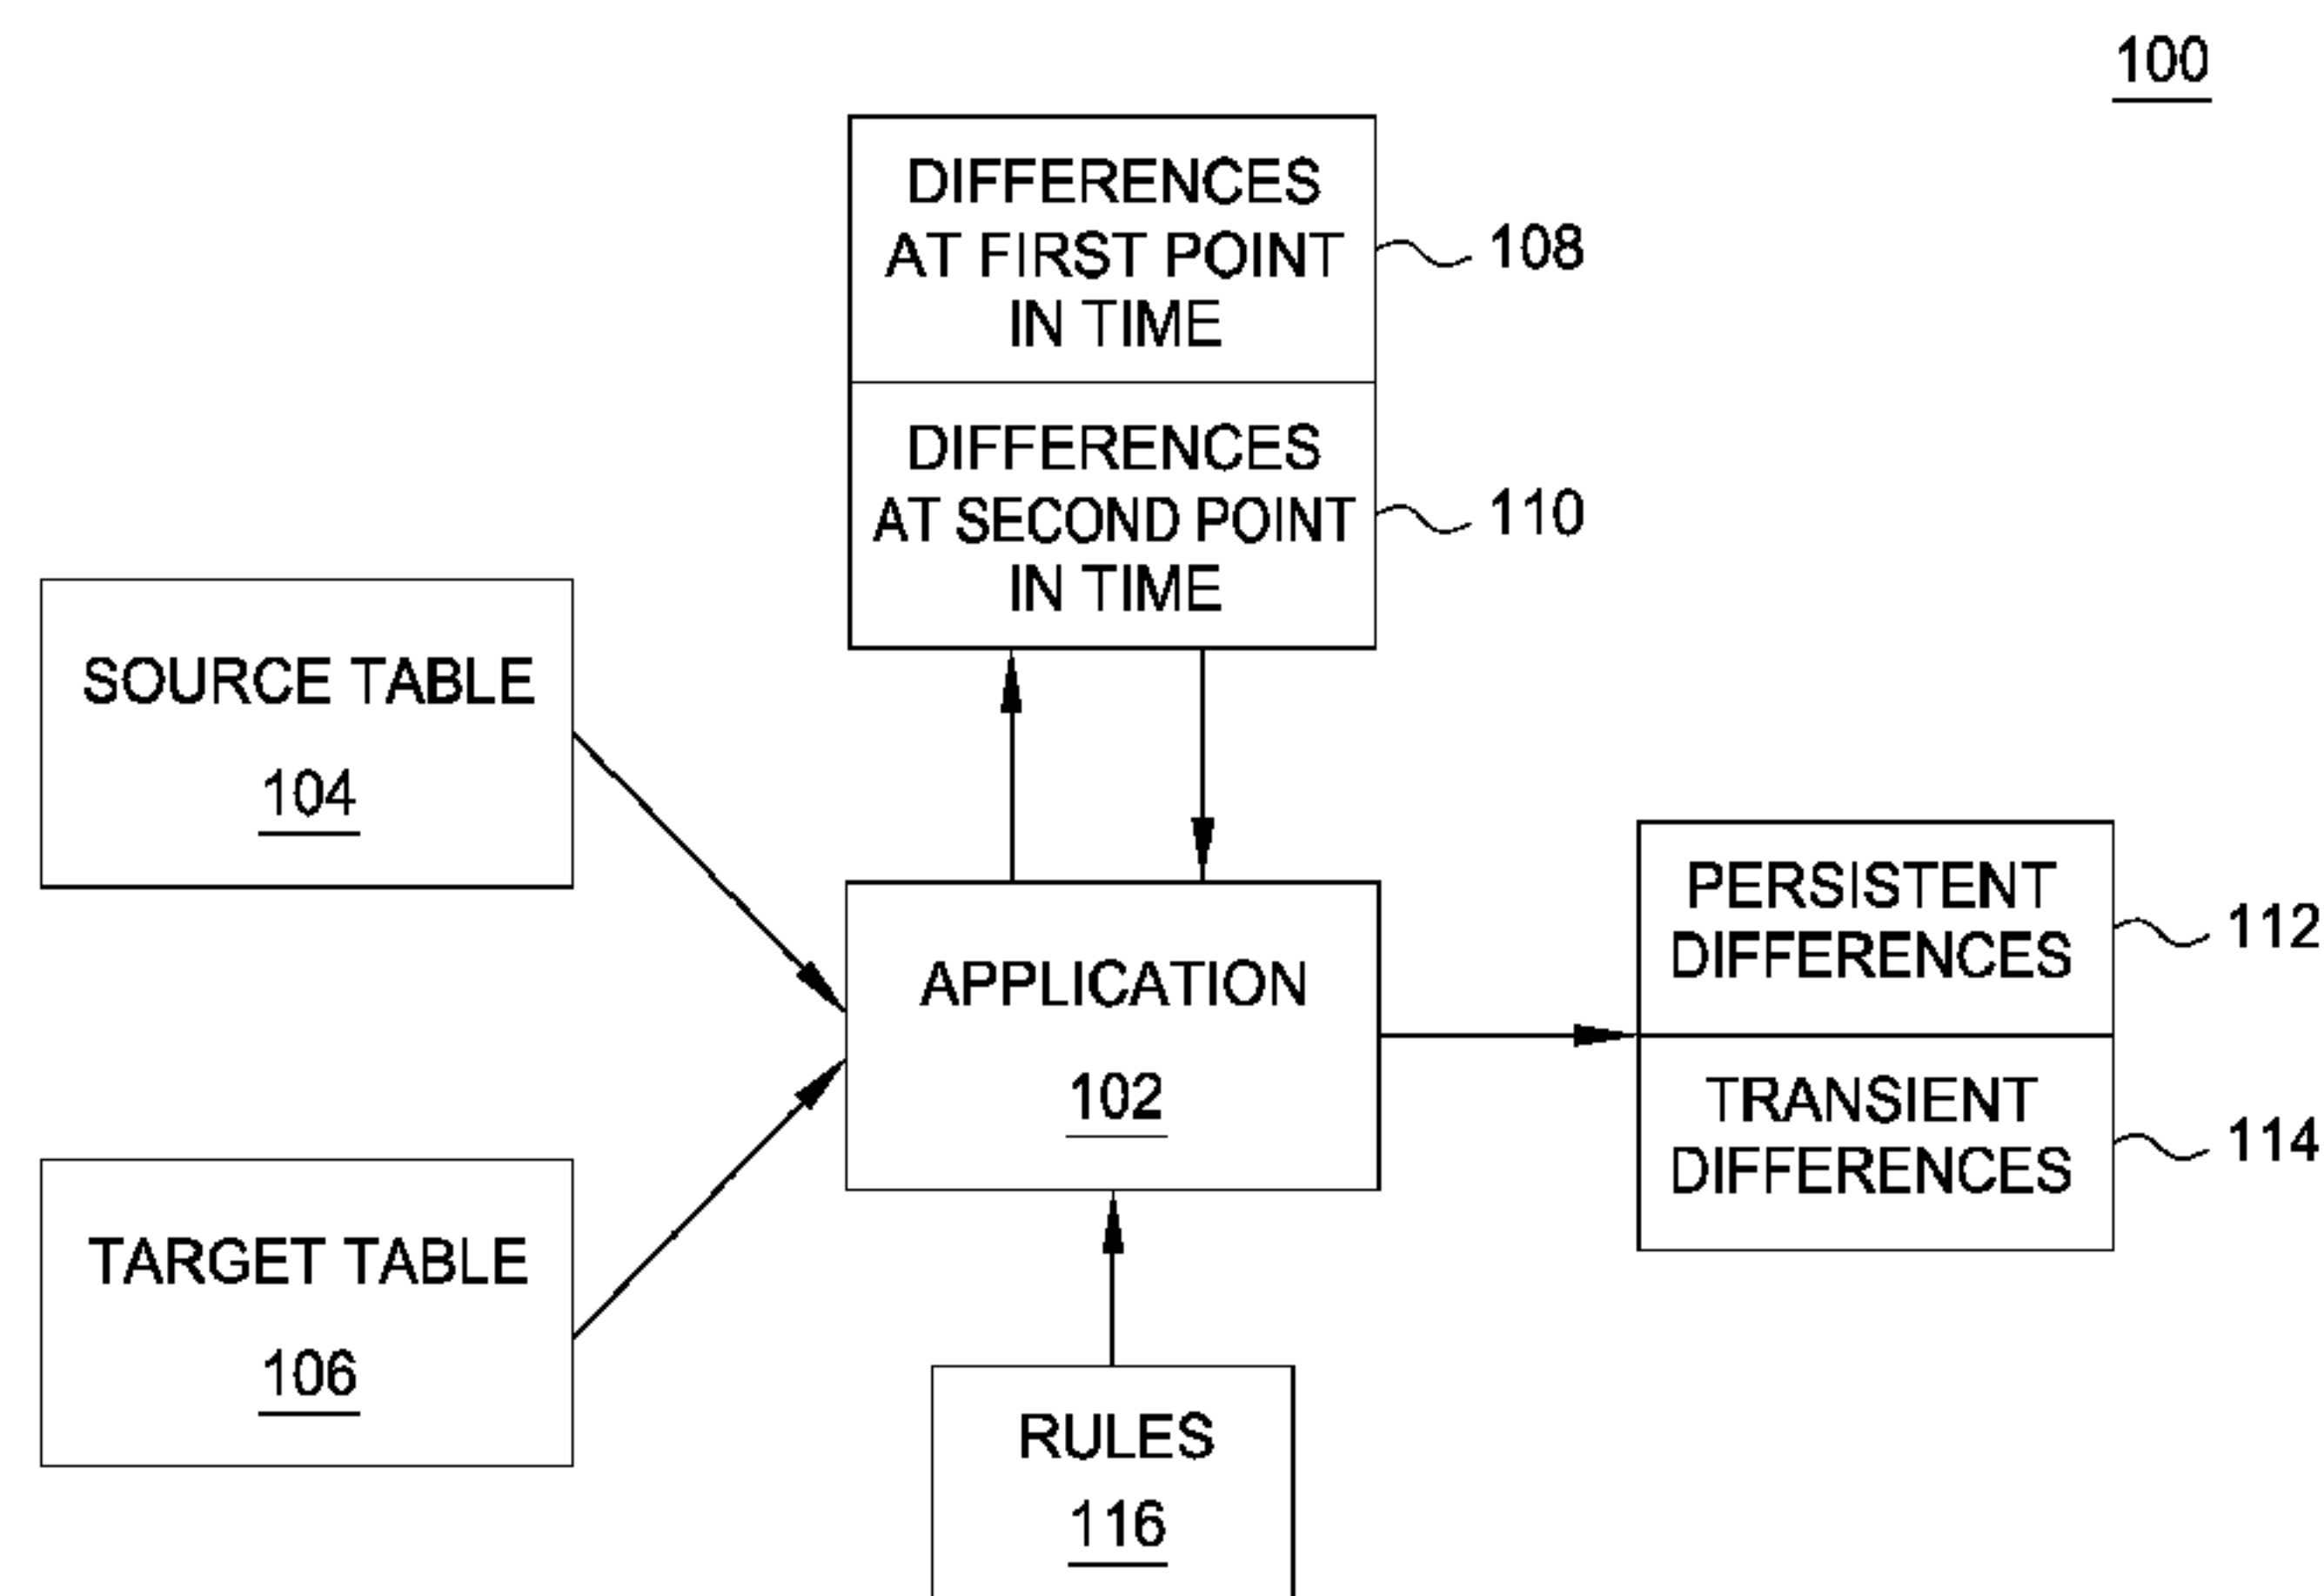 100
DIFFERENCES
AT FIRST POINT
IN TIME
108
DIFFERENCES
AT SECOND POINT
IN TIME
110
SOURCE TABLE
104
APPLICATION
102
PERSISTENT
DIFFERENCES
112
TRANSIENT
DIFFERENCES
114
TARGET TABLE
106
RULES
116